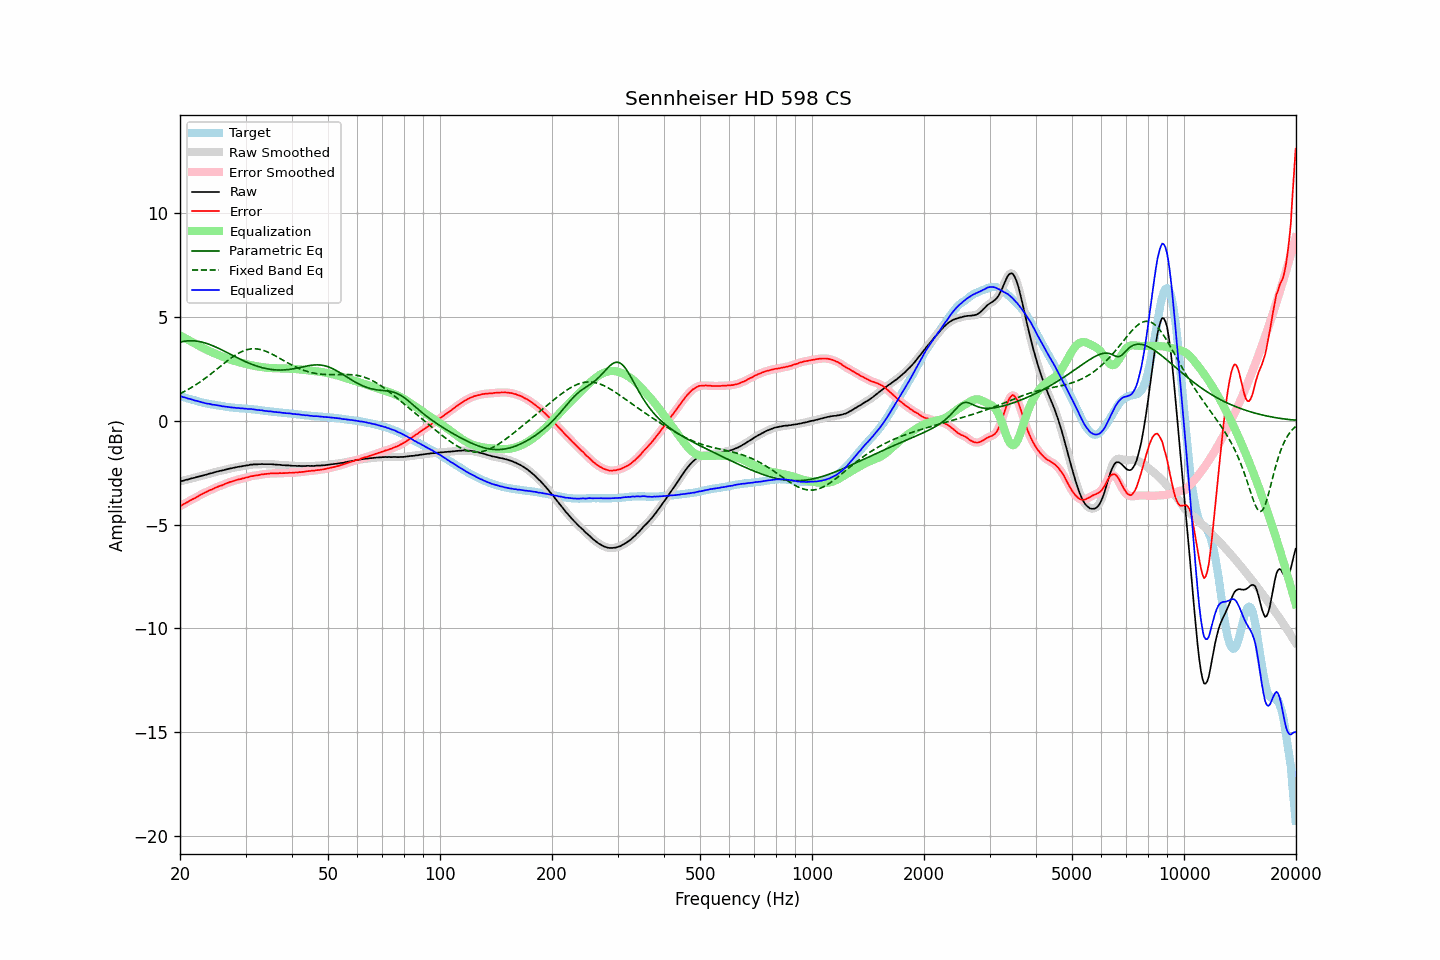 Sennheiser HD 598 CS
Target
Raw Smoothed
Error Smoothed
Raw
Error
Equalization
Parametric Eq
Fixed Band Eq
Equalized
10
5
0
−5
−10
−15
−20
Amplitude (dBr)
20 50 100 200 500 1000 2000 5000 10000 20000
Frequency (Hz)